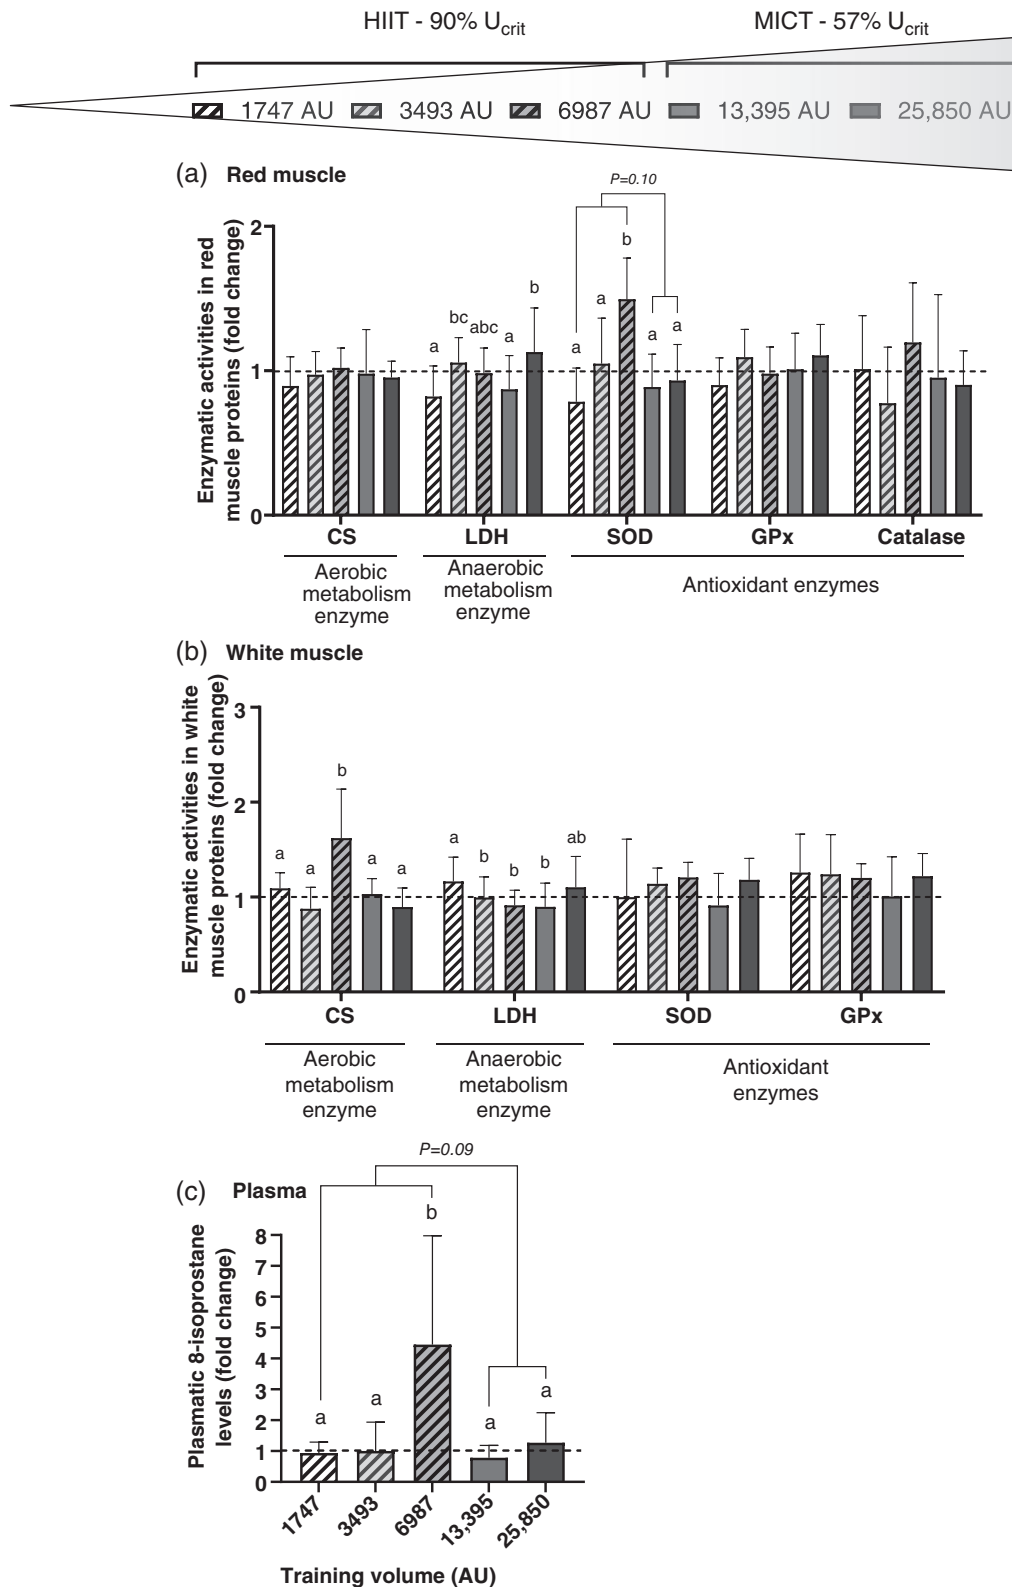 HIIT - 90% Ucrit
MICT - 57% Ucrit
1747 AU 3493 AU 6987 AU 13,395 AU 25,850 AU
(a) Red muscle
P=0.10
Enzymatic activities in red
muscle proteins (fold change)
2
1
0
a bc abc a b
a a b a a
CS LDH SOD GPx Catalase
Aerobic
metabolism
enzyme
Anaerobic
metabolism
enzyme
Antioxidant enzymes
(b) White muscle
Enzymatic activities in white
muscle proteins (fold change)
3
2
1
0
a a b a a
a b b b ab
CS LDH SOD GPx
Aerobic
metabolism
enzyme
Anaerobic
metabolism
enzyme
Antioxidant
enzymes
P=0.09
(c) Plasma
Plasmatic 8-isoprostane
levels (fold change)
8
7
6
5
4
3
2
1
0
a a b a a
1747 3493 6987 13,395 25,850
Training volume (AU)